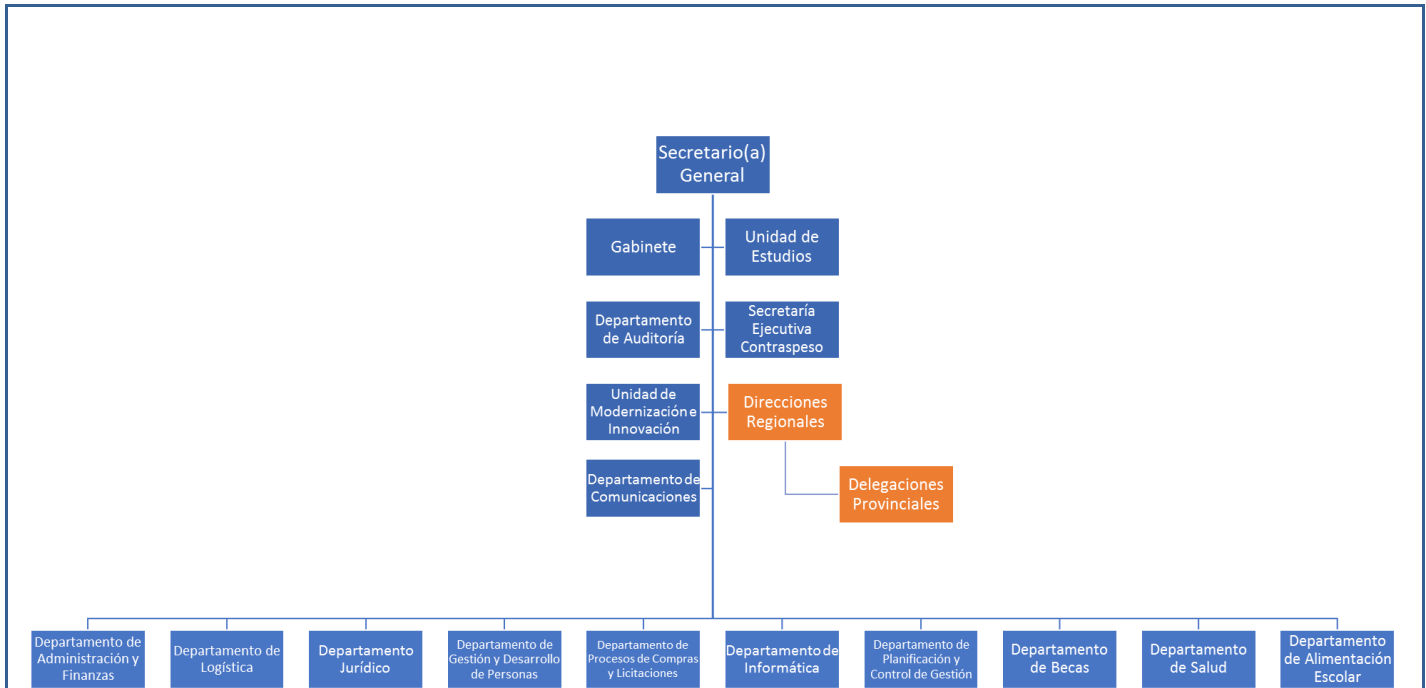 Secretario(a)
General
Gabinete
Unidad de
Estudios
Departamento
de Auditoría
Secretaría
Ejecutiva
Contraspeso
Unidad de
Modernización e
Innovación
Direcciones
Regionales
Departamento de
Comunicaciones
Delegaciones
Provinciales
Departamento de
Administración y
Finanzas
Departamento de
Logística
Departamento
Jurídico
Departamento de
Gestión y Desarrollo
de Personas
Departamento de
Procesos de Compras
y Licitaciones
Departamento de
Informática
Departamento de
Planificación y
Control de Gestión
Departamento
de Becas
Departamento
de Salud
Departamento
de Alimentación
Escolar